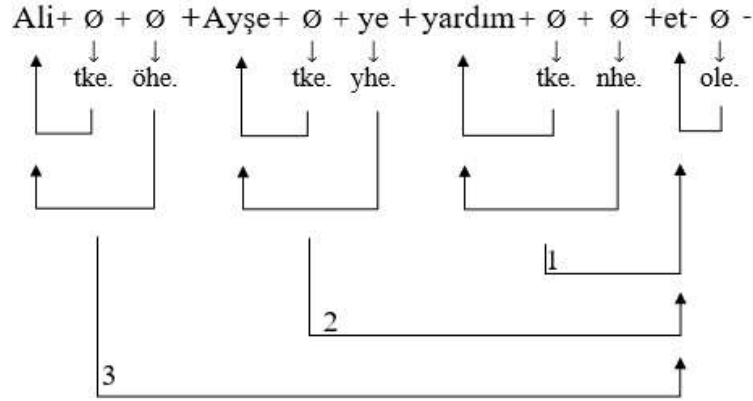 Ali+ Ø + Ø +Ayşe+ Ø + ye +yardım+ Ø + Ø +et- Ø -
↓ ↓ ↓ ↓ ↓ ↓ ↓
tke. öhe. tke. yhe. tke. nhe. ole.
1
2
3